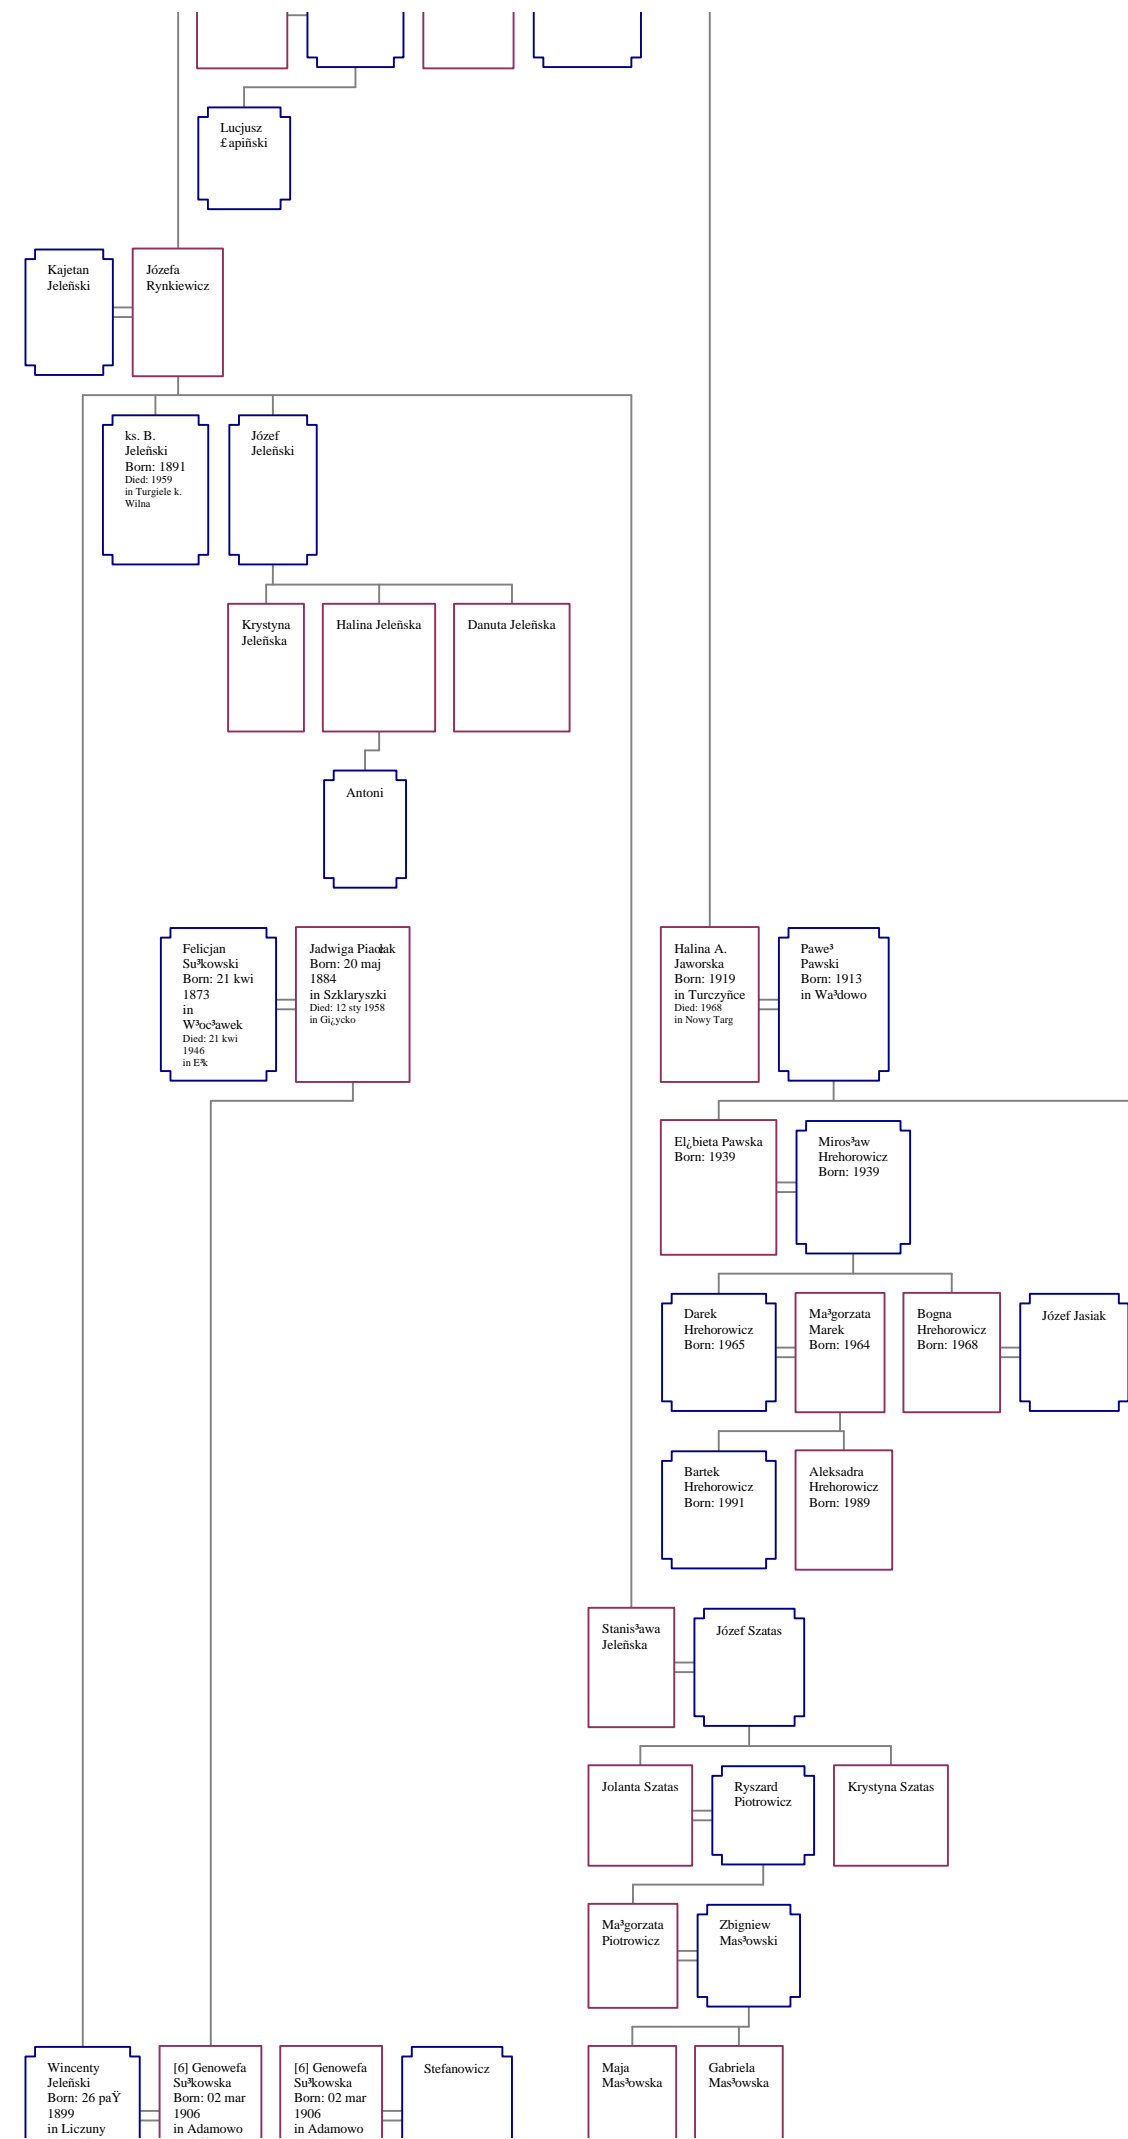 Lucjusz
£apiñski
Kajetan
Jeleñski
Józefa
Rynkiewicz
ks. B.
Jeleñski
Born: 1891
Died: 1959
in Turgiele k.
Wilna
Józef
Jeleñski
Krystyna
Jeleñska
Halina Jeleñska
Danuta Jeleñska
Antoni
Felicjan
Su³kowski
Born: 21 kwi
1873
in
W³oc³awek
Died: 21 kwi
1946
in E³k
Born: 20 maj
1884
in Szklaryszki
Died: 12 sty 1958
in Gi¿ycko
Halina A.
Jaworska
Born: 1919
in Turczyñce
Died: 1968
in Nowy Targ
Pawe³
Pawski
Born: 1913
in Wa³dowo
El¿bieta Pawska
Born: 1939
Miros³aw
Hrehorowicz
Born: 1939
Darek
Hrehorowicz
Born: 1965
Ma³gorzata
Marek
Born: 1964
Bogna
Hrehorowicz
Born: 1968
Józef Jasiak
Bartek
Hrehorowicz
Born: 1991
Aleksadra
Hrehorowicz
Born: 1989
Stanis³awa
Jeleñska
Józef Szatas
Jolanta Szatas
Ryszard
Piotrowicz
Krystyna Szatas
Ma³gorzata
Piotrowicz
Zbigniew
Mas³owski
Wincenty
Jeleñski
Born: 26 paŸ
1899
in Liczuny
[6] Genowefa
Su³kowska
Born: 02 mar
1906
in Adamowo
[6] Genowefa
Su³kowska
Born: 02 mar
1906
in Adamowo
Stefanowicz
Maja
Mas³owska
Gabriela
Mas³owska